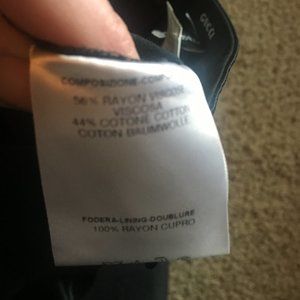 COMPOSIZIONE-COMP
56% RAYON VISCOSE
VISCOSA
44% COTONE COTTON
COTON BAUMWOLLE
FODERA-LINING-DOUBLURE
100% RAYON CUPRO